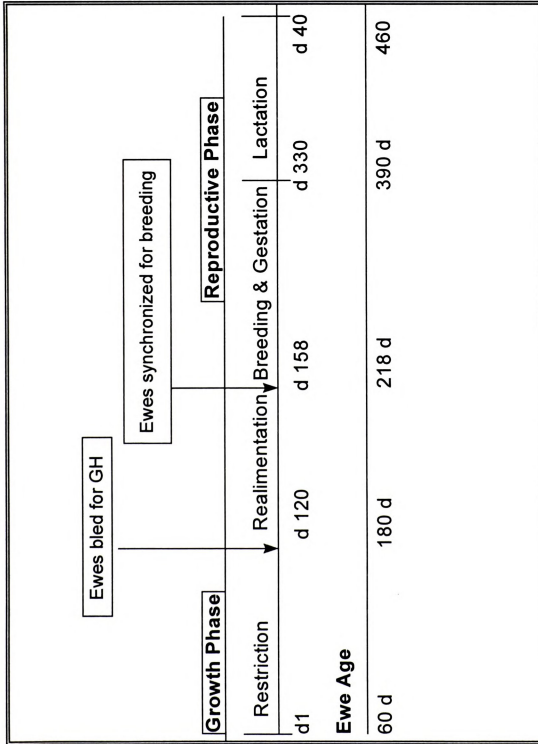 Ewes bled for GH
Ewes synchronized for breeding
Growth Phase
Reproductive Phase
Restriction
Realimentation
Breeding & Gestation
Lactation
d1
d 120
d 158
d 330
d 40
Ewe Age
60 d
180 d
218 d
390 d
460